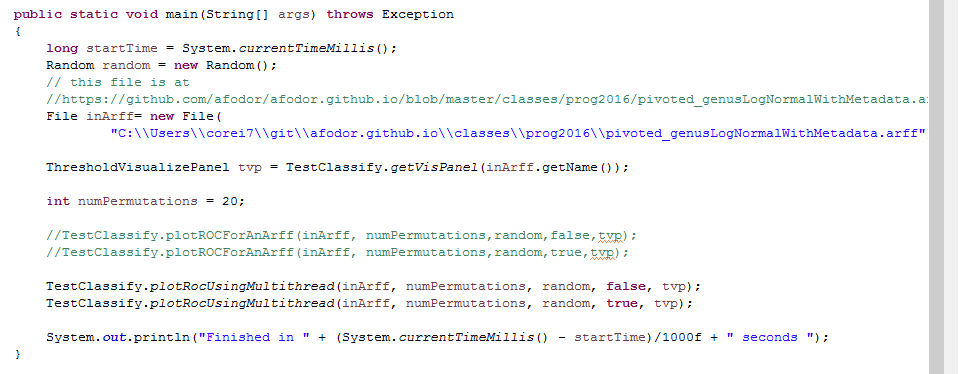 public static void main(String[] args) throws Exception
{
    long startTime = System.currentTimeMillis();
    Random random = new Random();
    // this file is at
    //https://github.com/afodor/afodor.github.io/blob/master/classes/prog2016/pivoted_genusLogNormalWithMetadata.a
    File inArff= new File(
            "C:\\Users\\corei7\\git\\afodor.github.io\\classes\\prog2016\\pivoted_genusLogNormalWithMetadata.arff"
    ThresholdVisualizePanel tvp = TestClassify.getVisPanel(inArff.getName());
    int numPermutations = 20;
    //TestClassify.plotROCForAnArff(inArff, numPermutations,random,false,tvp);
    //TestClassify.plotROCForAnArff(inArff, numPermutations,random,true,tvp);
    TestClassify.plotRocUsingMultithread(inArff, numPermutations, random, false, tvp);
    TestClassify.plotRocUsingMultithread(inArff, numPermutations, random, true, tvp);
    System.out.println("Finished in " + (System.currentTimeMillis() - startTime)/1000f + " seconds ");
}